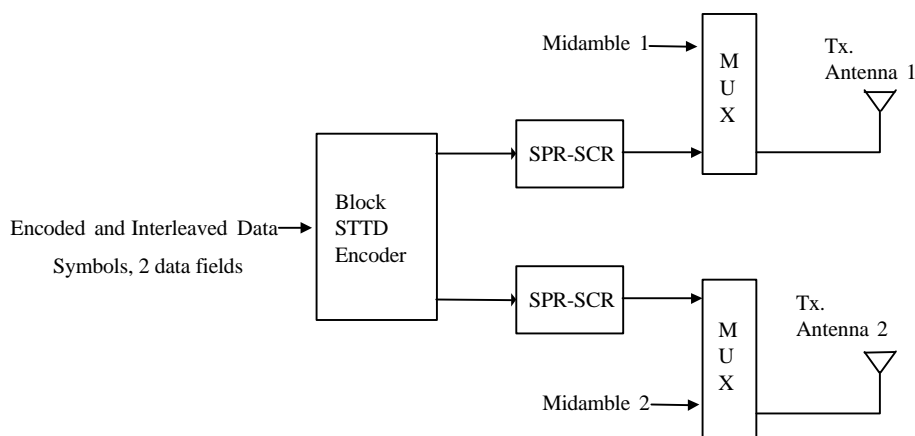 Midamble 1
M
U
X
Tx.
Antenna 1
SPR-SCR
Block
STTD
Encoder
Encoded and Interleaved Data
Symbols, 2 data fields
SPR-SCR
M
U
X
Tx.
Antenna 2
Midamble 2